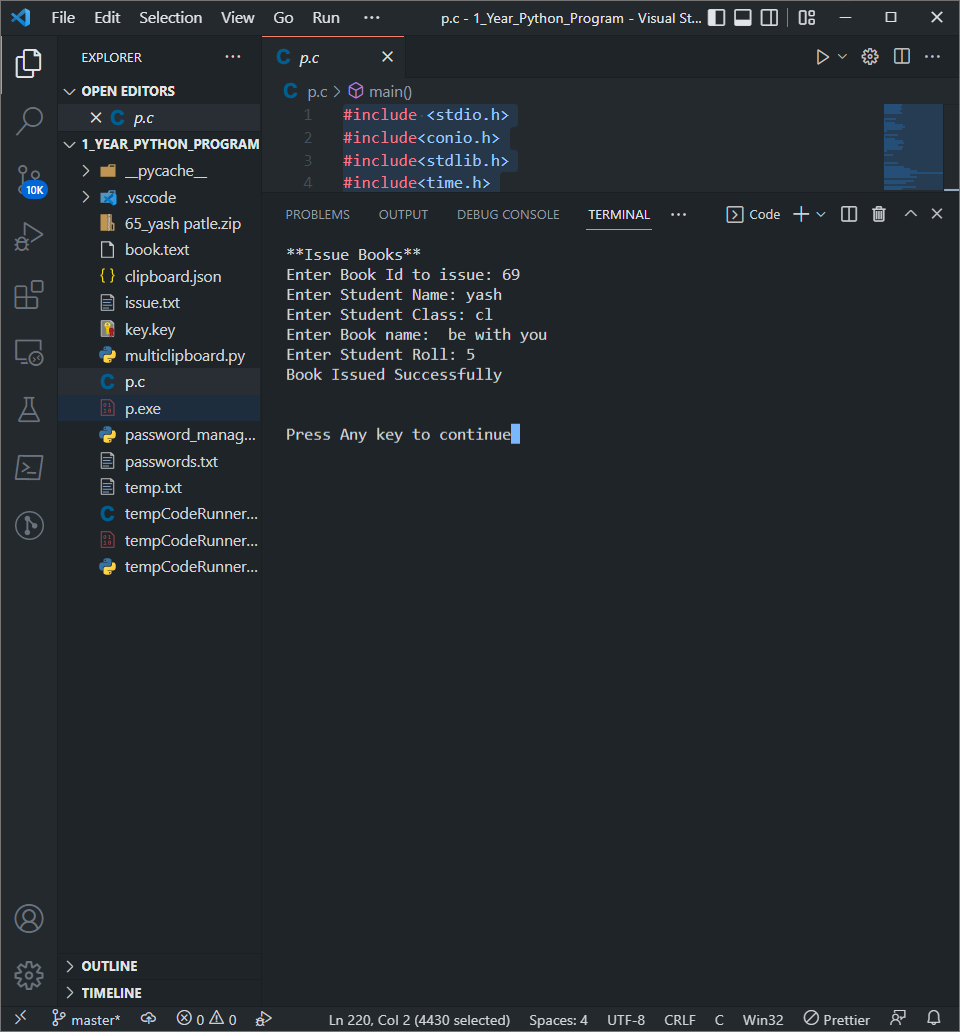 File Edit Selection View Go Run ··· p.c - 1_Year_Python_Program - Visual St...
EXPLORER ···
OPEN EDITORS
p.c
1_YEAR_PYTHON_PROGRAM
__pycache__
.vscode
65_yash patle.zip
book.text
clipboard.json
issue.txt
key.key
multiclipboard.py
p.c
p.exe
password_manag...
passwords.txt
temp.txt
tempCodeRunner...
tempCodeRunner...
tempCodeRunner...
OUTLINE
TIMELINE
10K
p.c
p.c > main()
1 #include <stdio.h>
2 #include<conio.h>
3 #include<stdlib.h>
4 #include<time.h>
PROBLEMS OUTPUT DEBUG CONSOLE TERMINAL ··· Code
**Issue Books**
Enter Book Id to issue: 69
Enter Student Name: yash
Enter Student Class: cl
Enter Book name:  be with you
Enter Student Roll: 5
Book Issued Successfully
Press Any key to continue
master* 0 0 Ln 220, Col 2 (4430 selected) Spaces: 4 UTF-8 CRLF C Win32 Prettier